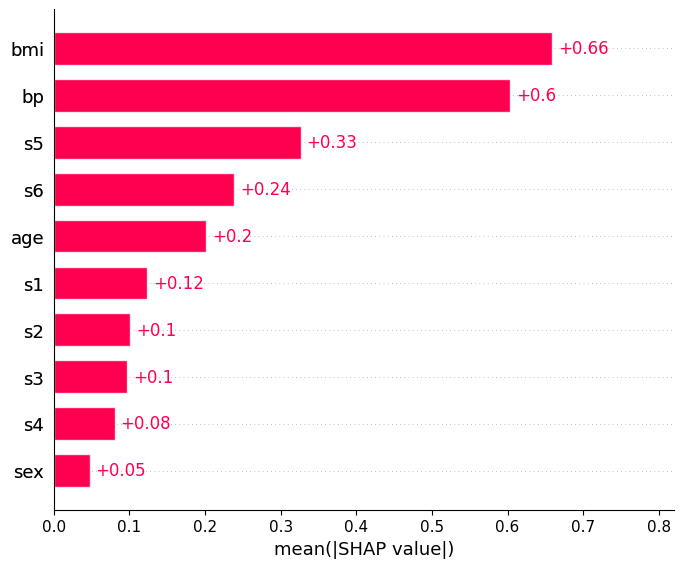 bmi +0.66
bp +0.6
s5 +0.33
s6 +0.24
age +0.2
s1 +0.12
s2 +0.1
s3 +0.1
s4 +0.08
sex +0.05
0.0 0.1 0.2 0.3 0.4 0.5 0.6 0.7 0.8
mean(|SHAP value|)